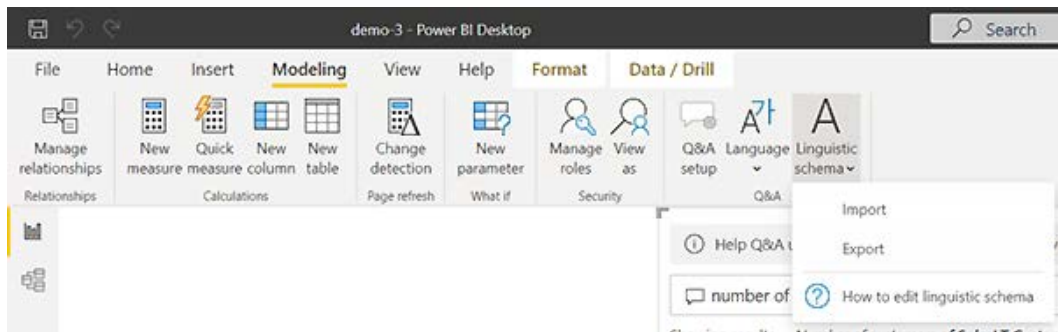 demo-3 - Power BI Desktop
Search
File Home Insert Modeling View Help Format Data / Drill
Manage relationships
New measure
Quick measure
New column
New table
Change detection
New parameter
Manage roles
View as
Q&A setup
Language
Linguistic schema
Relationships Calculations Page refresh What if Security Q&A
Import
Export
How to edit linguistic schema
Help Q&A
number of